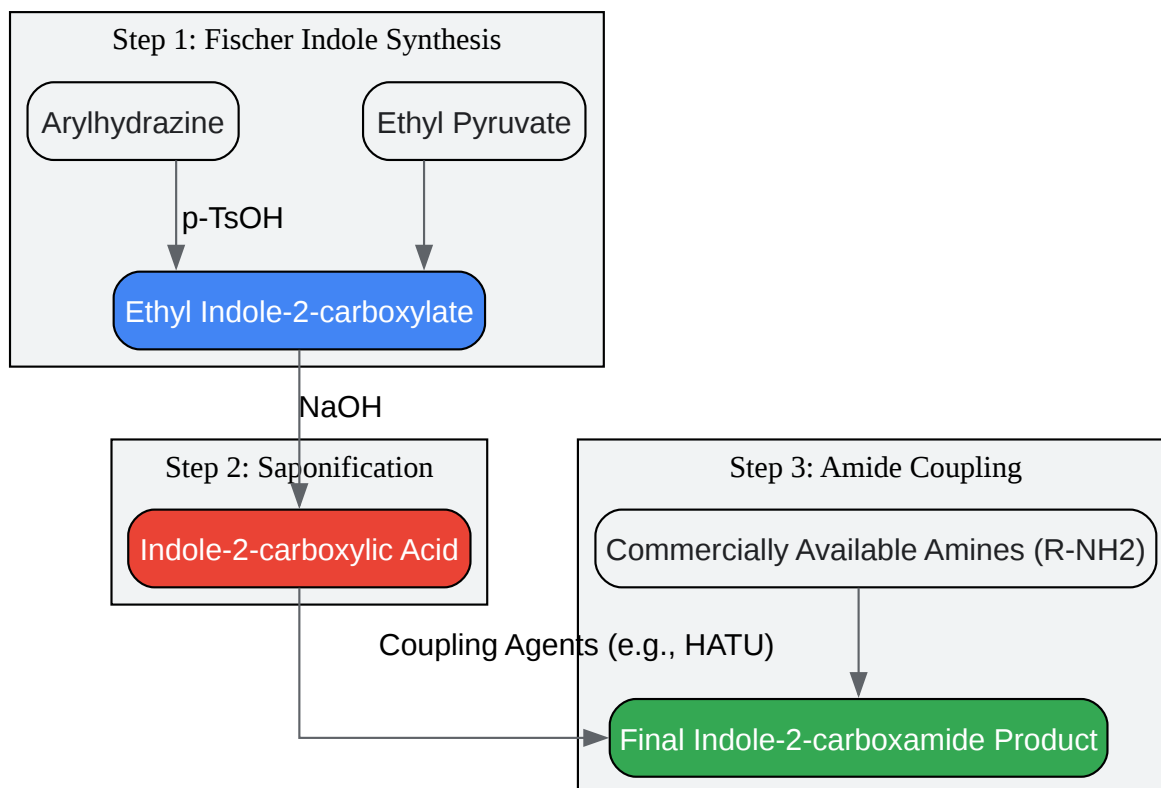 Step 1: Fischer Indole Synthesis
Arylhydrazine
Ethyl Pyruvate
p-TsOH
Ethyl Indole-2-carboxylate
NaOH
Step 2: Saponification
Step 3: Amide Coupling
Indole-2-carboxylic Acid
Commercially Available Amines (R-NH2)
Coupling Agents (e.g., HATU)
Final Indole-2-carboxamide Product